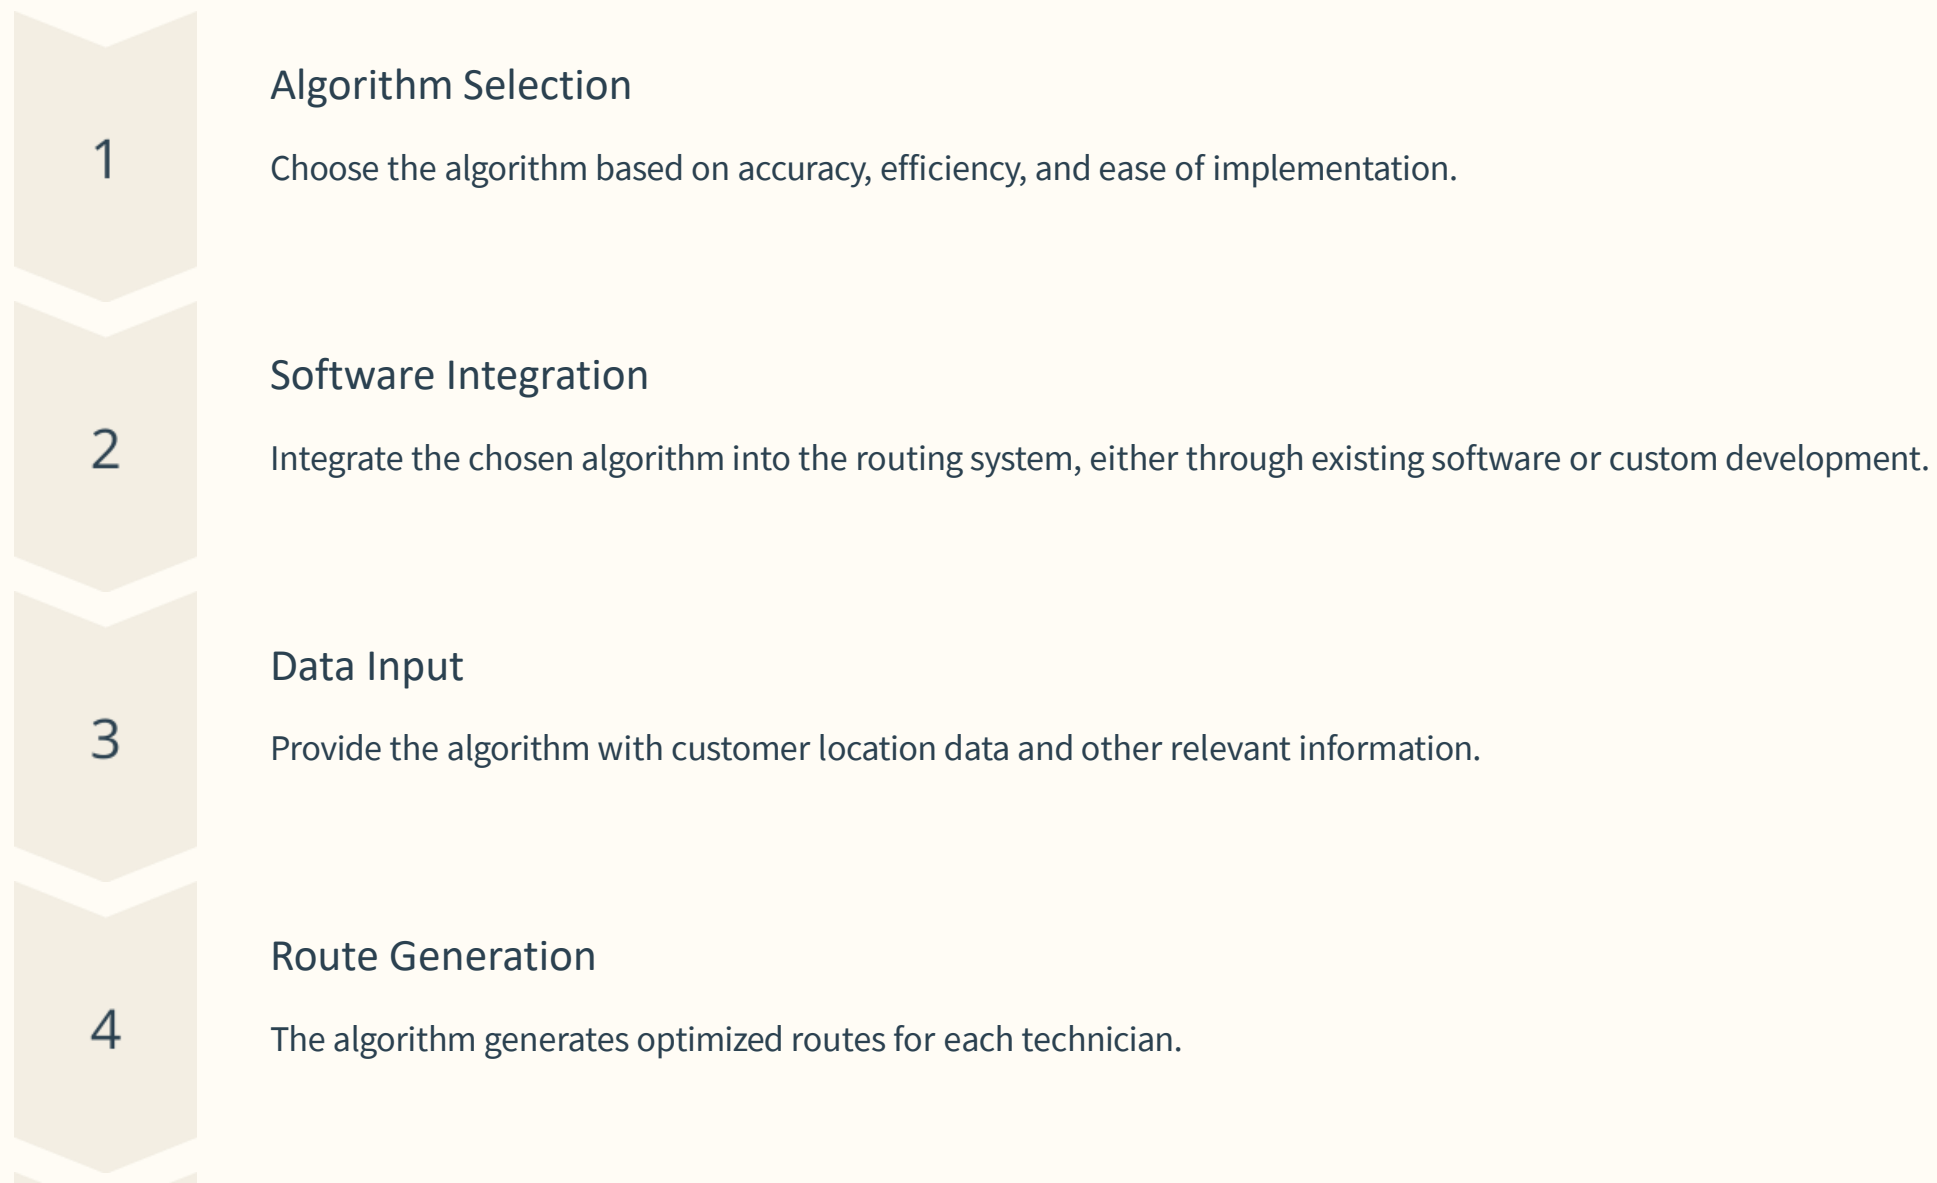 1
Algorithm Selection
Choose the algorithm based on accuracy, efficiency, and ease of implementation.
2
Software Integration
Integrate the chosen algorithm into the routing system, either through existing software or custom development.
3
Data Input
Provide the algorithm with customer location data and other relevant information.
4
Route Generation
The algorithm generates optimized routes for each technician.